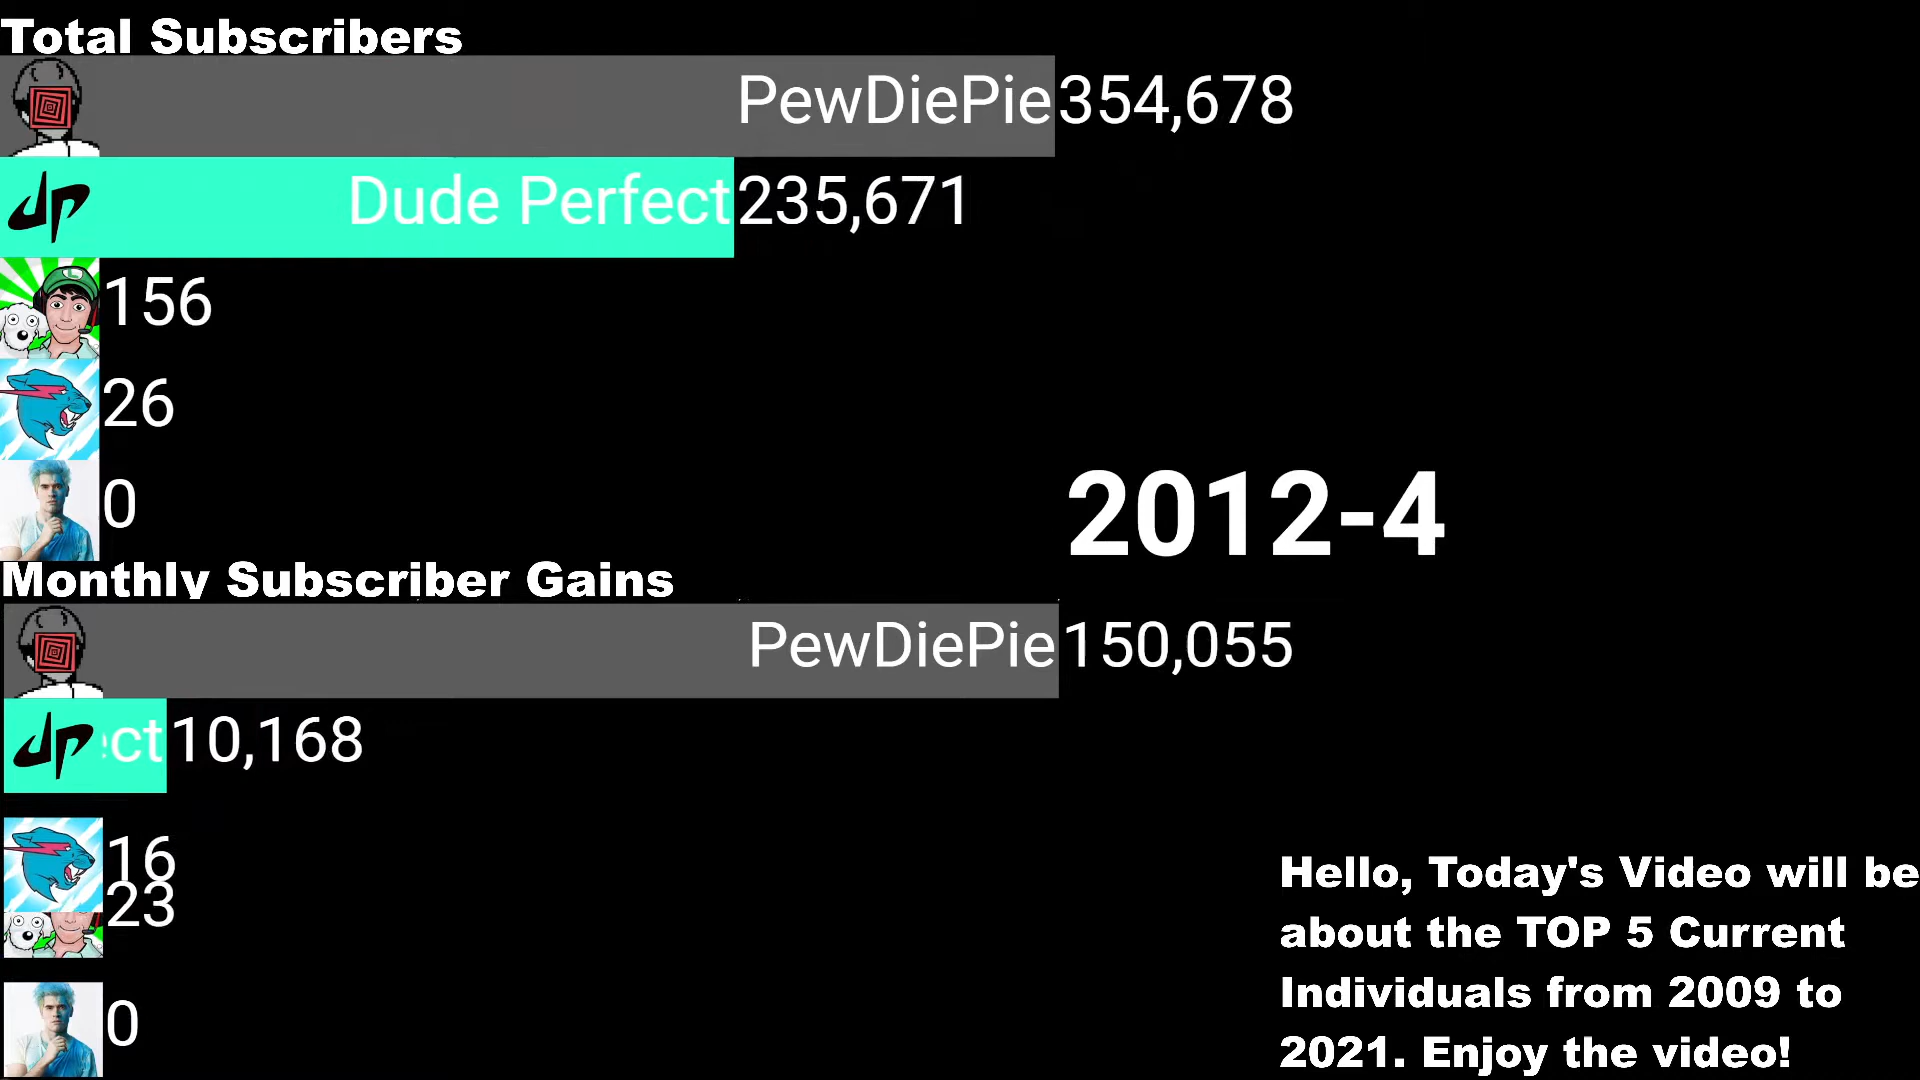 Total Subscribers
PewDiePie 354,678
Dude Perfect 235,671
156
26
0
2012-4
Monthly Subscriber Gains
PewDiePie 150,055
ect 10,168
16
23
0
Hello, Today's Video will be
about the TOP 5 Current
Individuals from 2009 to
2021. Enjoy the video!